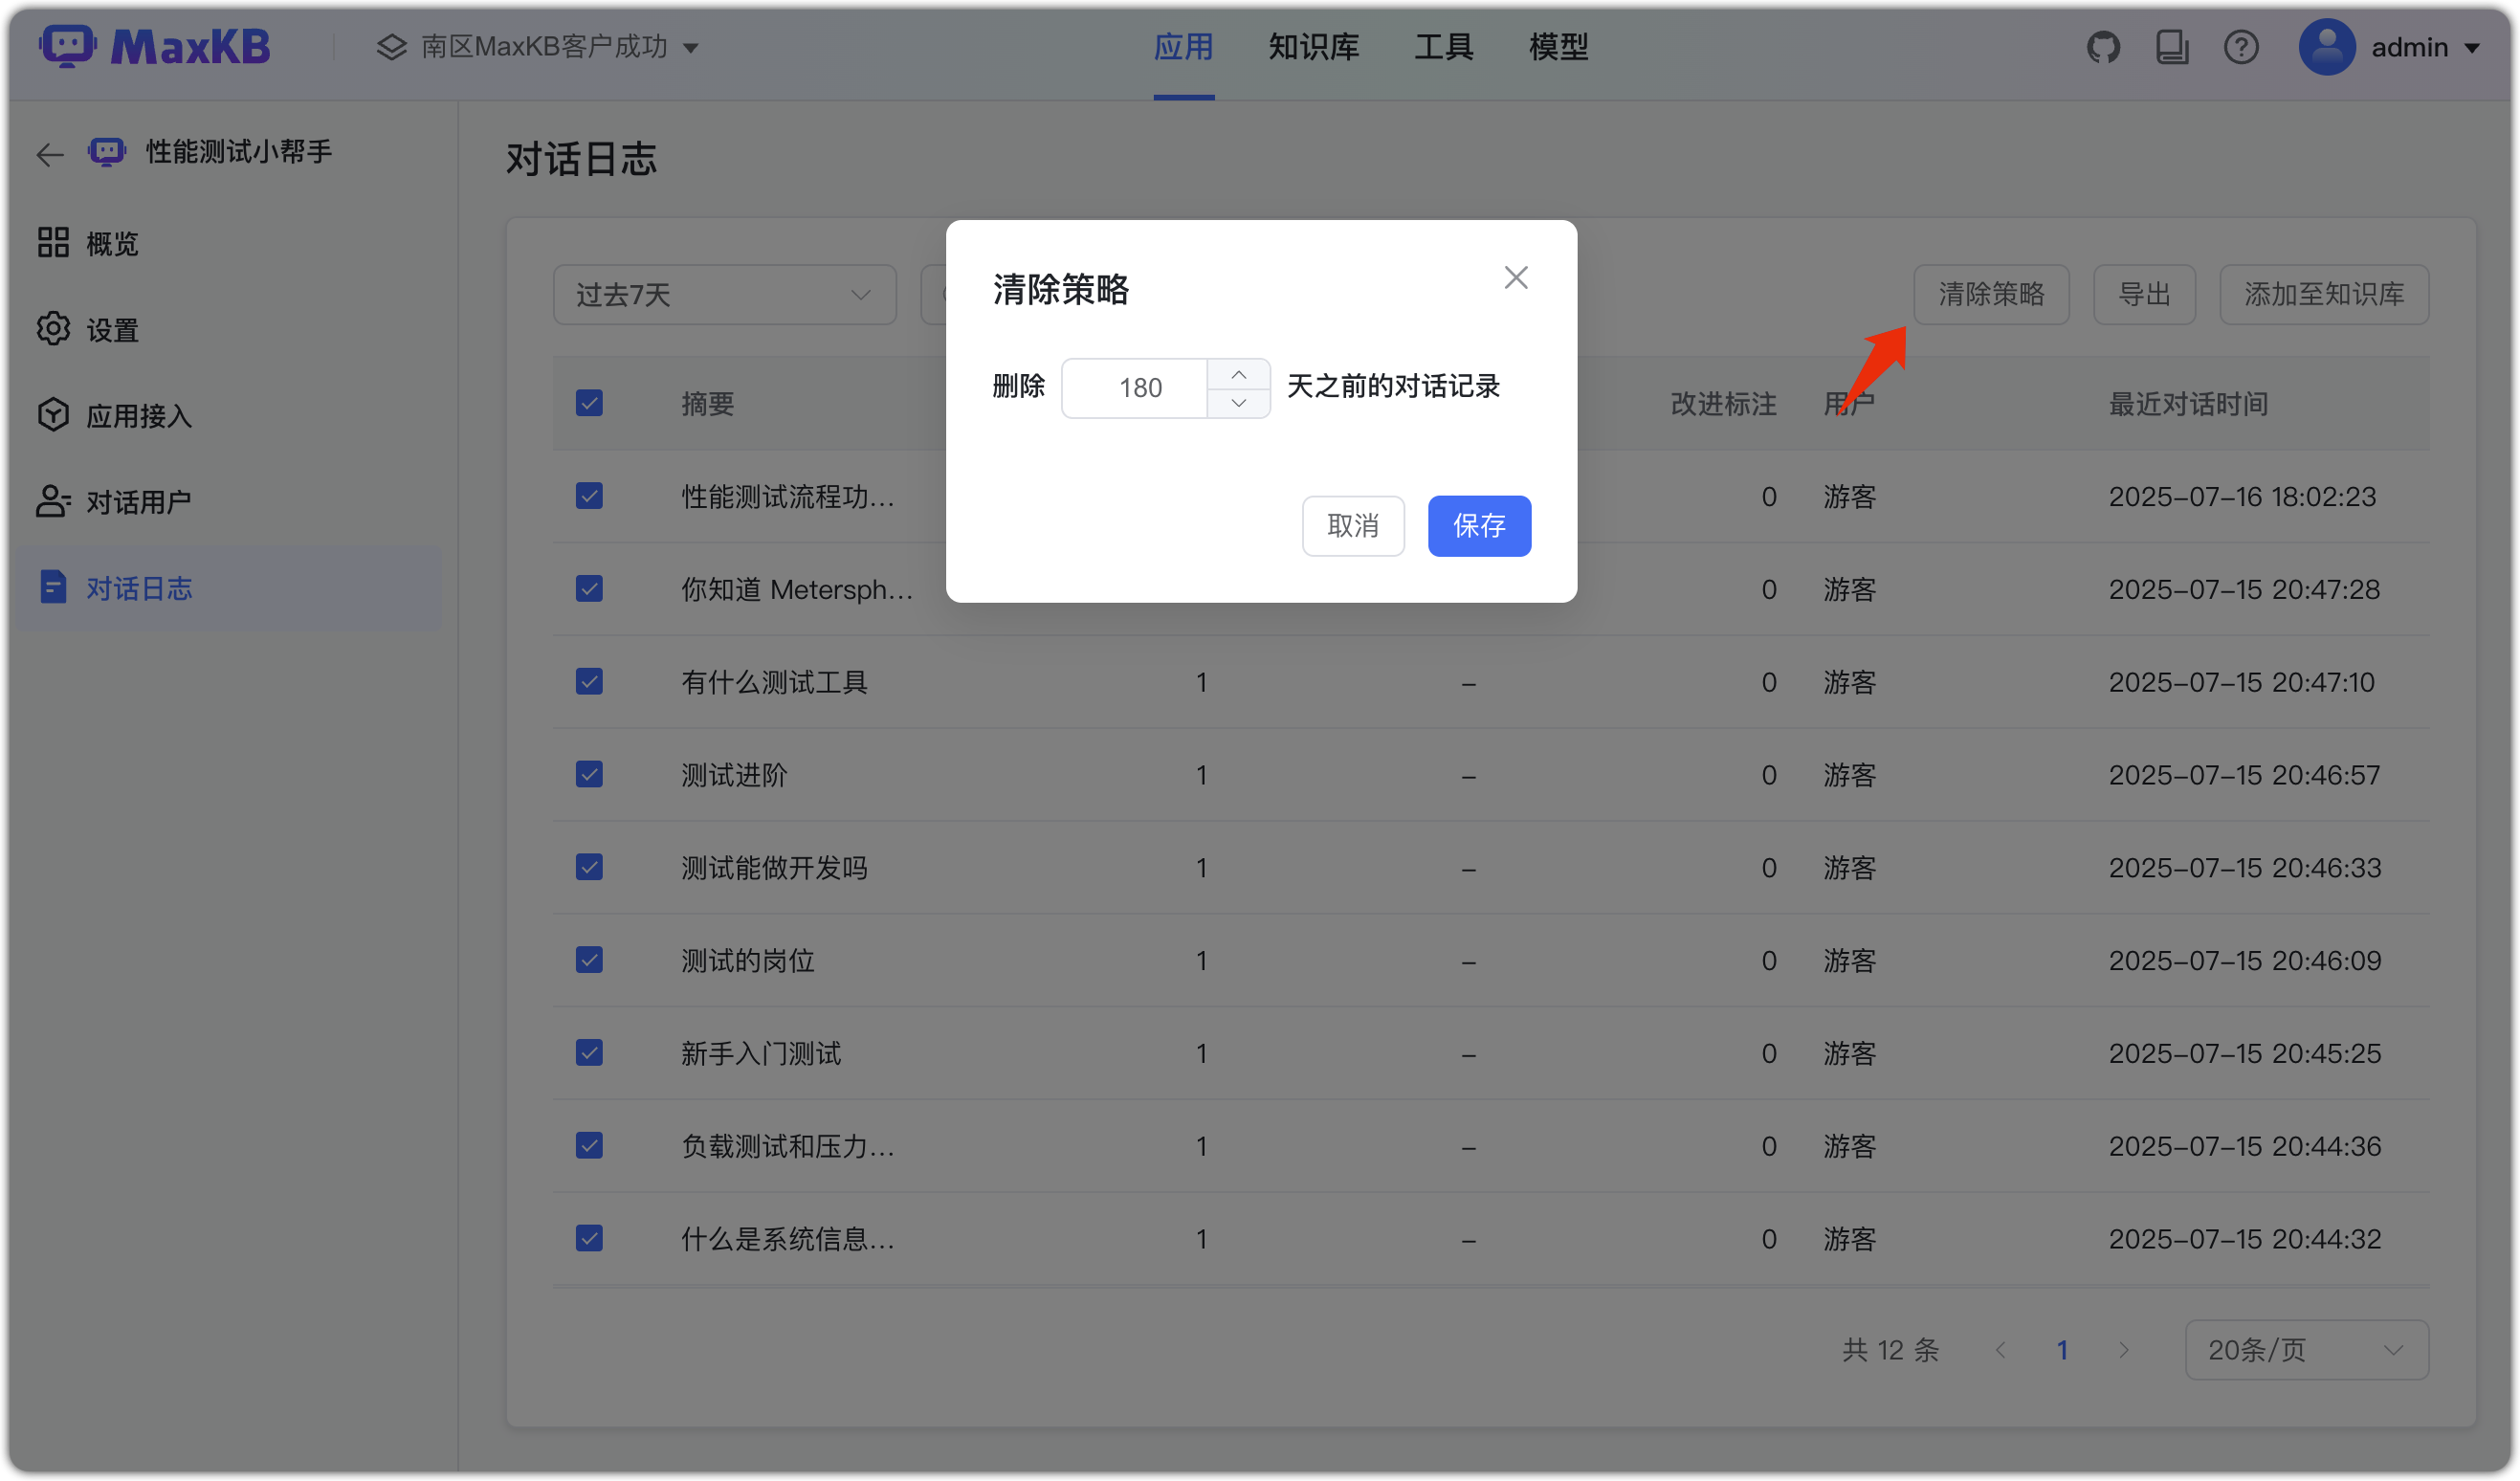 MaxKB 南区MaxKB客户成功 应用 知识库 工具 模型 admin
性能测试小帮手
概览
设置
应用接入
对话用户
对话日志
对话日志
过去7天 清除策略 导出 添加至知识库
清除策略
删除 180 天之前的对话记录
取消 保存
摘要 改进标注 用户 最近对话时间
性能测试流程功... 0 游客 2025-07-16 18:02:23
你知道 Metersph... 0 游客 2025-07-15 20:47:28
有什么测试工具 1 - 0 游客 2025-07-15 20:47:10
测试进阶 1 - 0 游客 2025-07-15 20:46:57
测试能做开发吗 1 - 0 游客 2025-07-15 20:46:33
测试的岗位 1 - 0 游客 2025-07-15 20:46:09
新手入门测试 1 - 0 游客 2025-07-15 20:45:25
负载测试和压力... 1 - 0 游客 2025-07-15 20:44:36
什么是系统信息... 1 - 0 游客 2025-07-15 20:44:32
共 12 条 1 20条/页